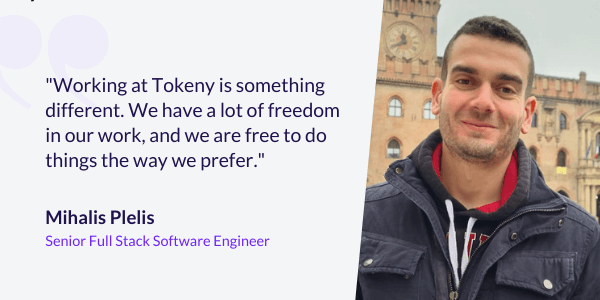 "Working at Tokeny is something
different. We have a lot of freedom
in our work, and we are free to do
things the way we prefer."
Mihalis Plelis
Senior Full Stack Software Engineer